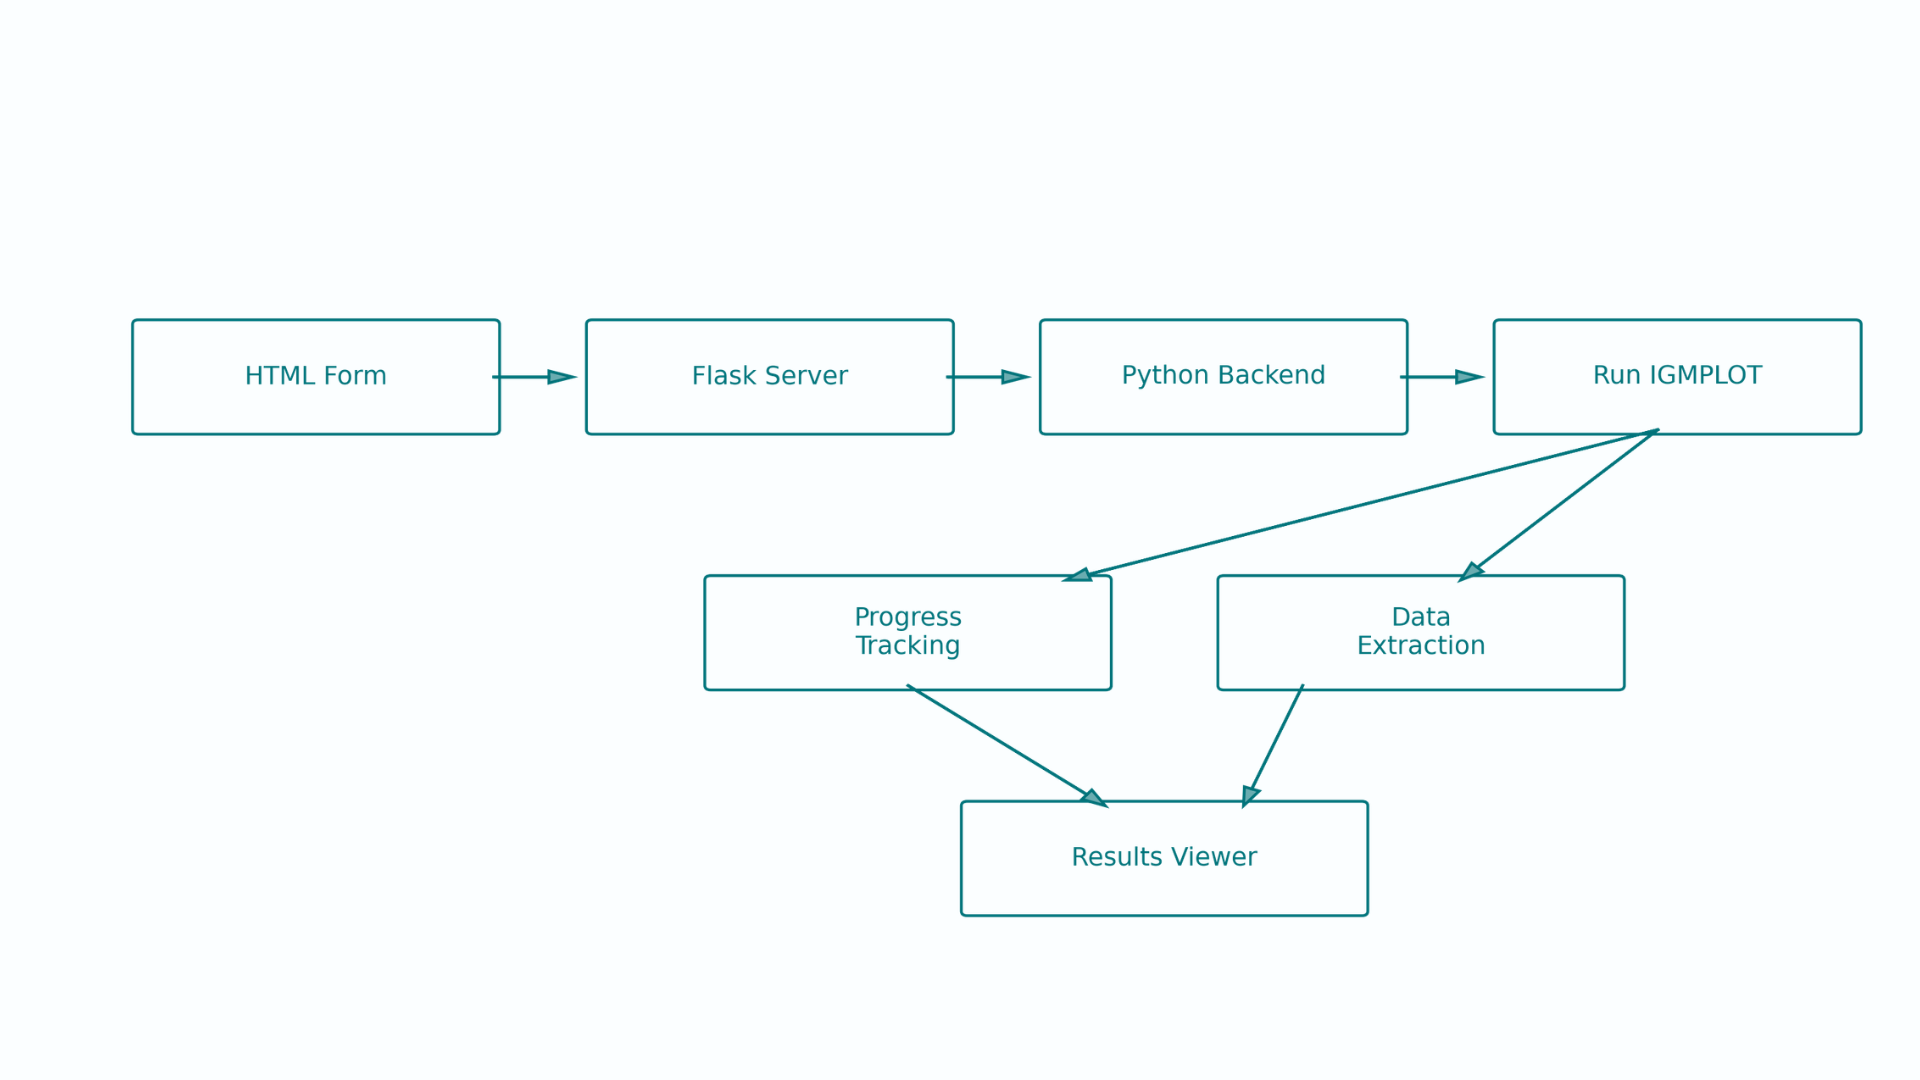 HTML Form
Flask Server
Python Backend
Run IGMPLOT
Progress
Tracking
Data
Extraction
Results Viewer